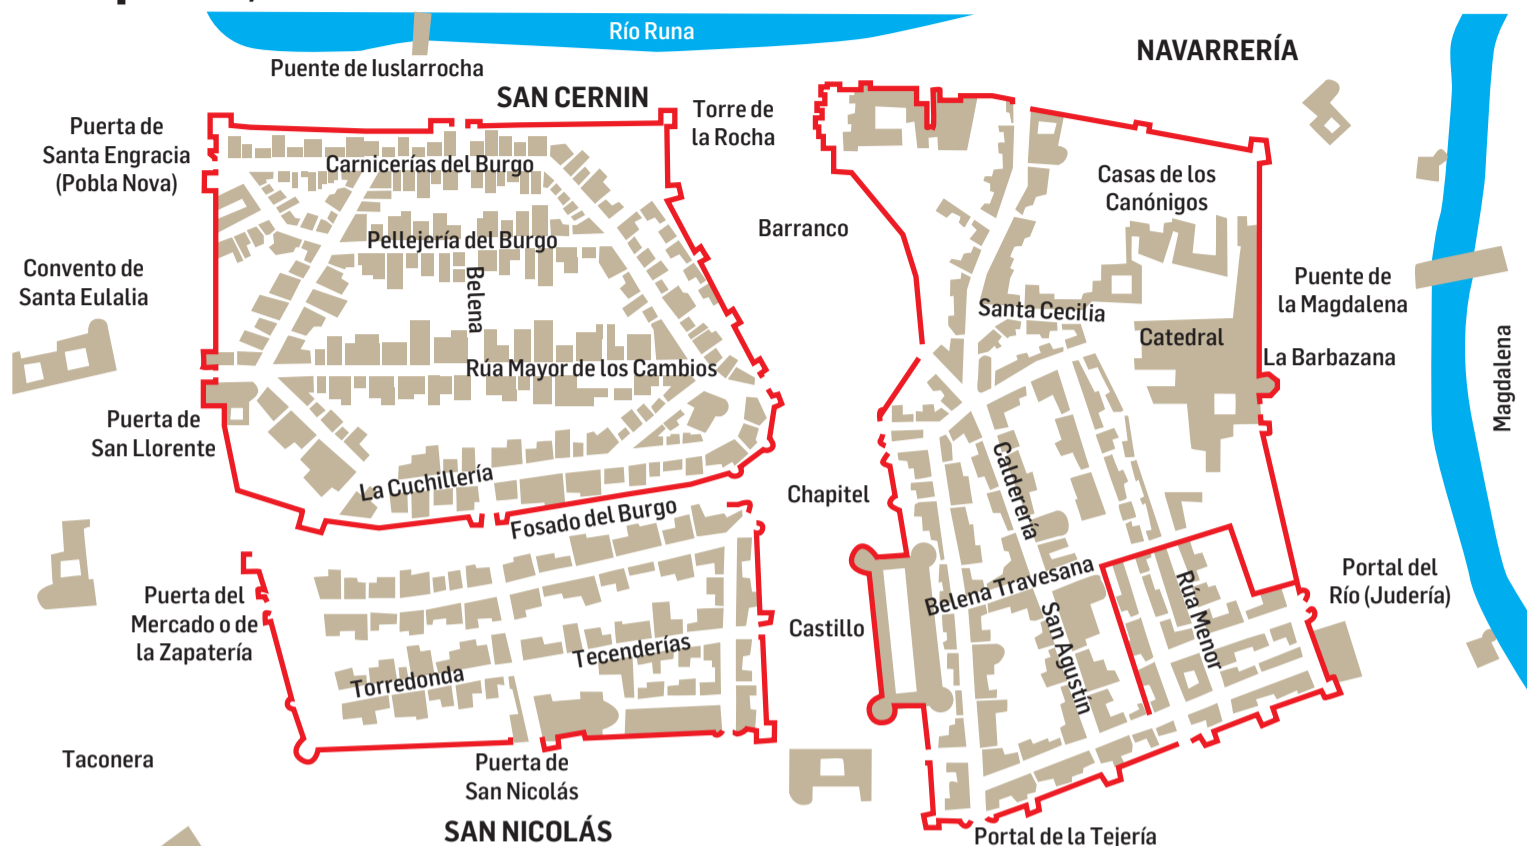 Río Runa
Puente de Iuslarrocha
NAVARRERÍA
SAN CERNIN
Torre de
la Rocha
Puerta de
Santa Engracia
(Pobla Nova)
Carnicerías del Burgo
Casas de los
Canónigos
Barranco
Pellejería del Burgo
Belena
Convento de
Santa Eulalia
Puente de
la Magdalena
Santa Cecilia
Catedral
La Barbazana
Magdalena
Rúa Mayor de los Cambios
Puerta de
San Llorente
La Cuchillería
Chapitel
Calderería
Fosado del Burgo
Puerta del
Mercado o de
la Zapatería
Belena Travesana
Rúa Menor
Portal del
Río (Judería)
Castillo
San Agustín
Tecenderías
Torredonda
Taconera
Puerta de
San Nicolás
SAN NICOLÁS
Portal de la Tejería